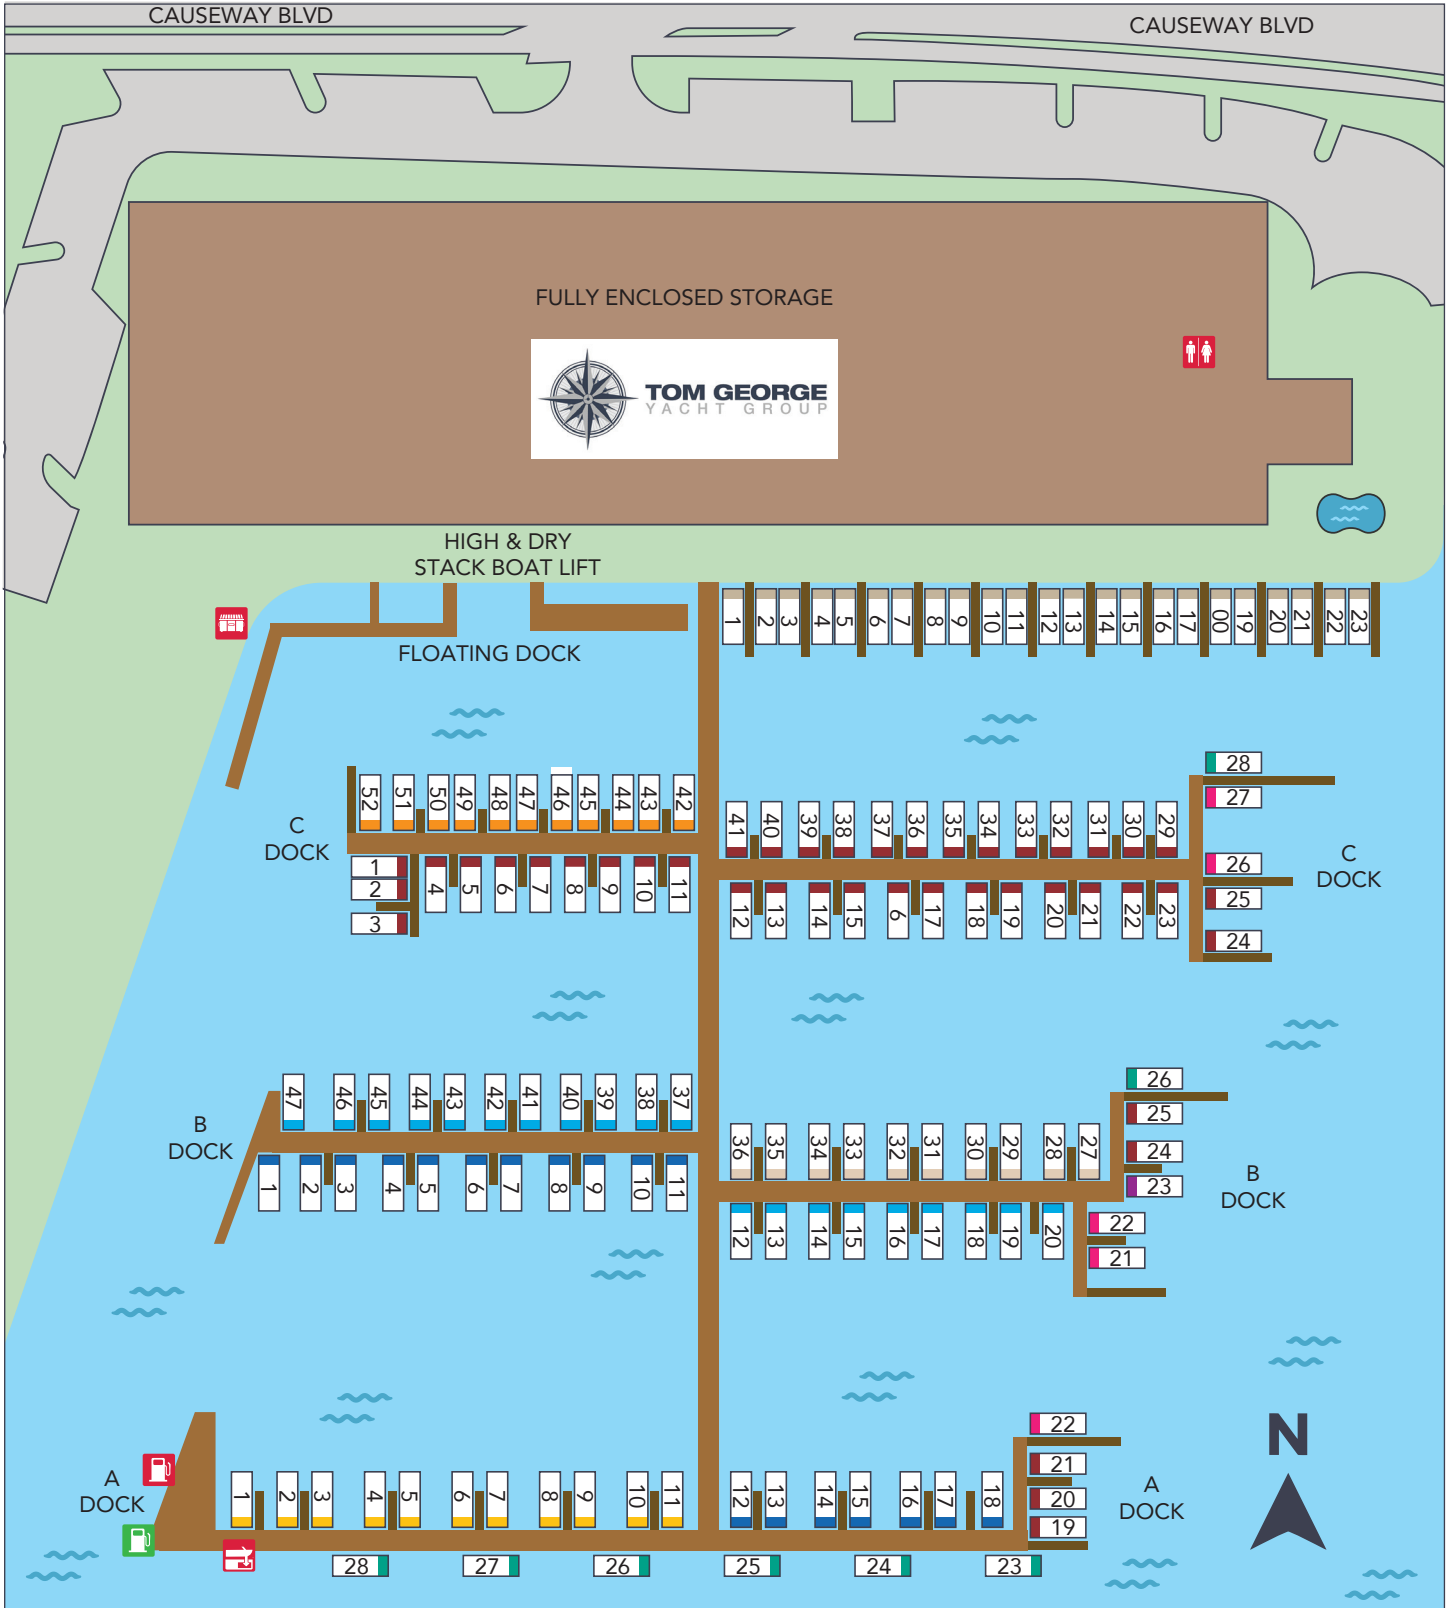 CAUSEWAY BLVD
CAUSEWAY BLVD
FULLY ENCLOSED STORAGE
TOM GEORGE
YACHT GROUP
HIGH & DRY
STACK BOAT LIFT
FLOATING DOCK
1 2 3 4 5 6 7 8 9 10 11 12 13 14 15 16 17 00 19 20 21 22 23
52 51 50 49 48 47 46 45 44 43 42
41 40 39 38 37 36 35 34 33 32 31 30 29
28
27
26
25
24
C
DOCK
C
DOCK
1
2
3
4 5 6 7 8 9 10 11
12 13 14 15 6 17 18 19 20 21 22 23
47 46 45 44 43 42 41 40 39 38 37
36 35 34 33 32 31 30 29 28 27
26
25
24
23
22
21
B
DOCK
B
DOCK
1 2 3 4 5 6 7 8 9 10 11
12 13 14 15 16 17 18 19 20
N
22
21
20
19
A
DOCK
A
DOCK
1 2 3 4 5 6 7 8 9 10 11
12 13 14 15 16 17 18
28 27 26 25 24 23